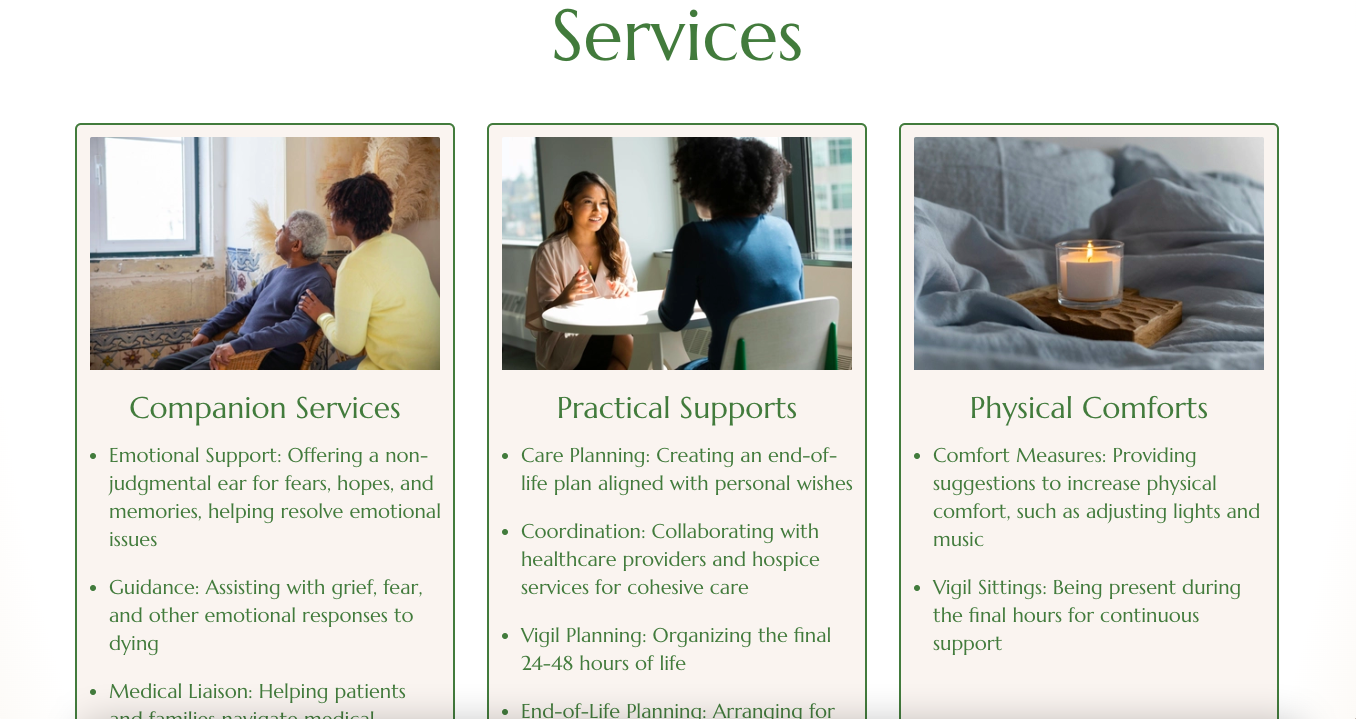 Services
Companion Services
Emotional Support: Offering a non-
judgmental ear for fears, hopes, and
memories, helping resolve emotional
issues
Guidance: Assisting with grief, fear,
and other emotional responses to
dying
Medical Liaison: Helping patients
and families navigate medical
Practical Supports
Care Planning: Creating an end-of-
life plan aligned with personal wishes
Coordination: Collaborating with
healthcare providers and hospice
services for cohesive care
Vigil Planning: Organizing the final
24-48 hours of life
End-of-Life Planning: Arranging for
Physical Comforts
Comfort Measures: Providing
suggestions to increase physical
comfort, such as adjusting lights and
music
Vigil Sittings: Being present during
the final hours for continuous
support